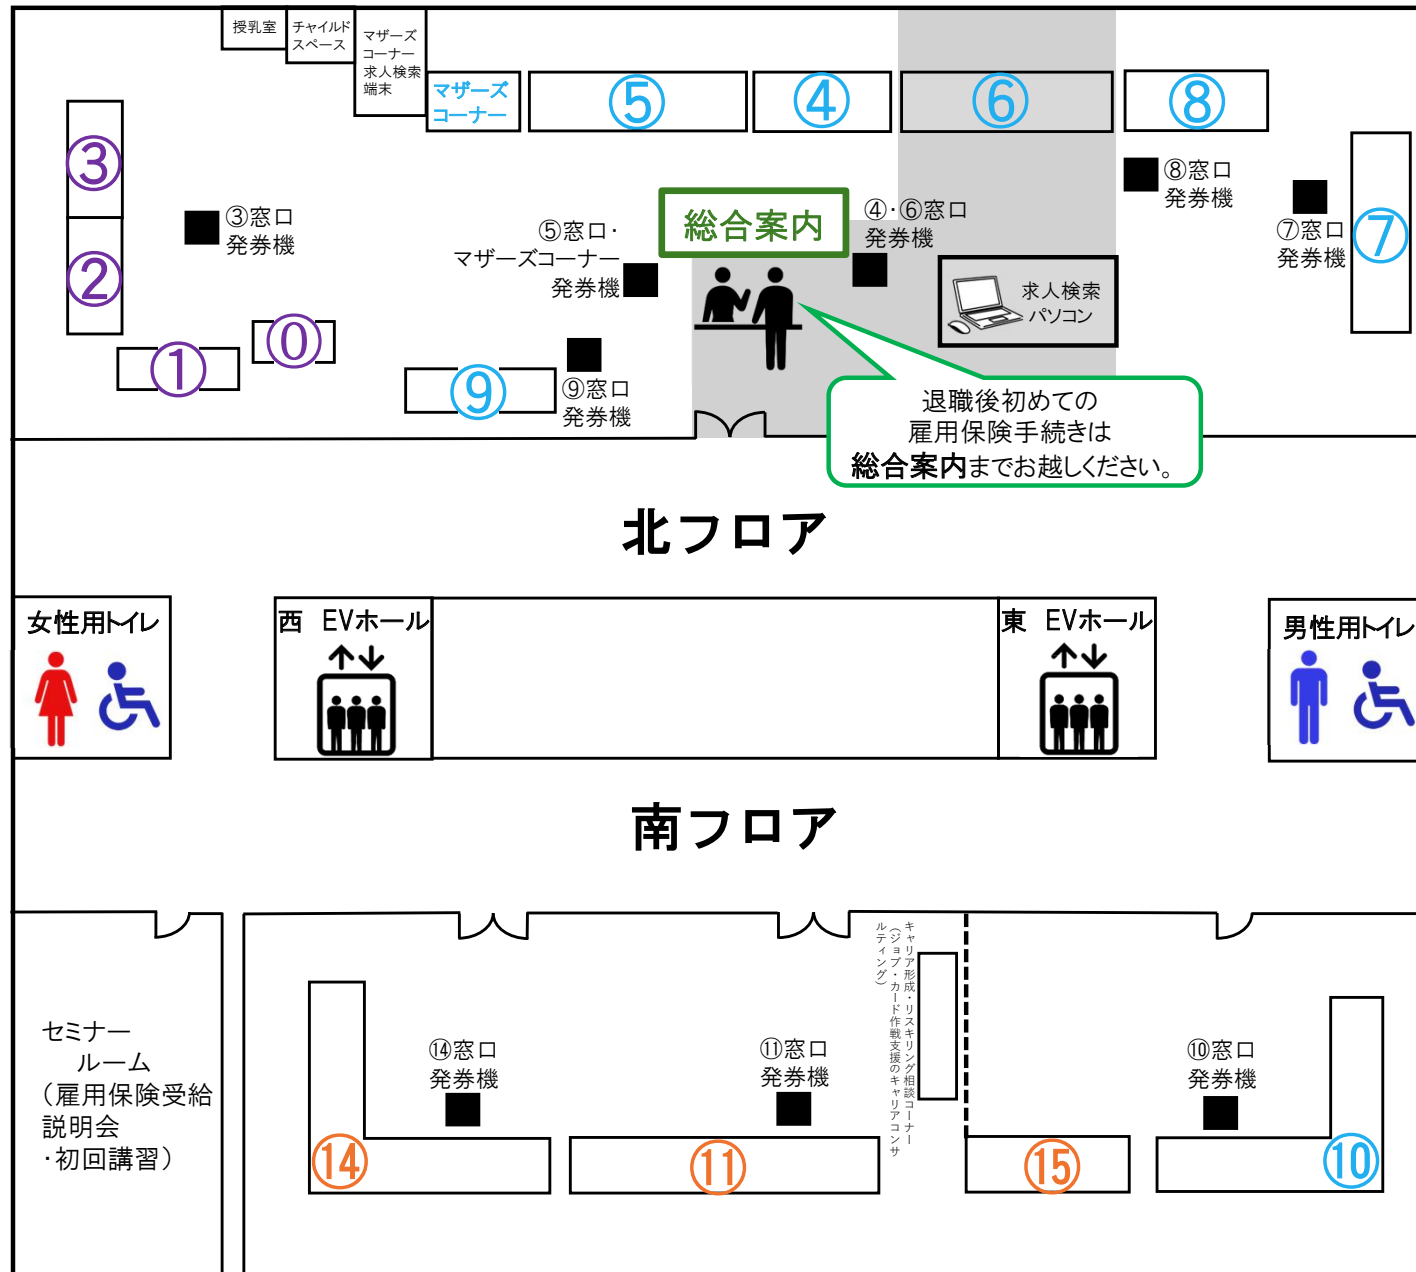 授乳室
チャイルド
スペース
マザーズ
コーナー
求人検索
端末
マザーズ
コーナー
⑤
④
⑥
⑧
③
②
①
⓪
⑨
⑦
③窓口
発券機
⑤窓口・
マザーズコーナー
発券機
総合案内
④・⑥窓口
発券機
⑧窓口
発券機
⑦窓口
発券機
求人検索
パソコン
⑨窓口
発券機
退職後初めての
雇用保険手続きは
総合案内までお越しください。
北フロア
女性用トイレ
西 EVホール
東 EVホール
男性用トイレ
南フロア
セミナー
ルーム
（雇用保険受給
説明会
・初回講習）
⑭窓口
発券機
⑪窓口
発券機
キャリア形成・リスキリング相談コーナー
（ジョブ・カード作戦支援のキャリアコンサ
ルティング）
⑩窓口
発券機
⑭
⑪
⑮
⑩